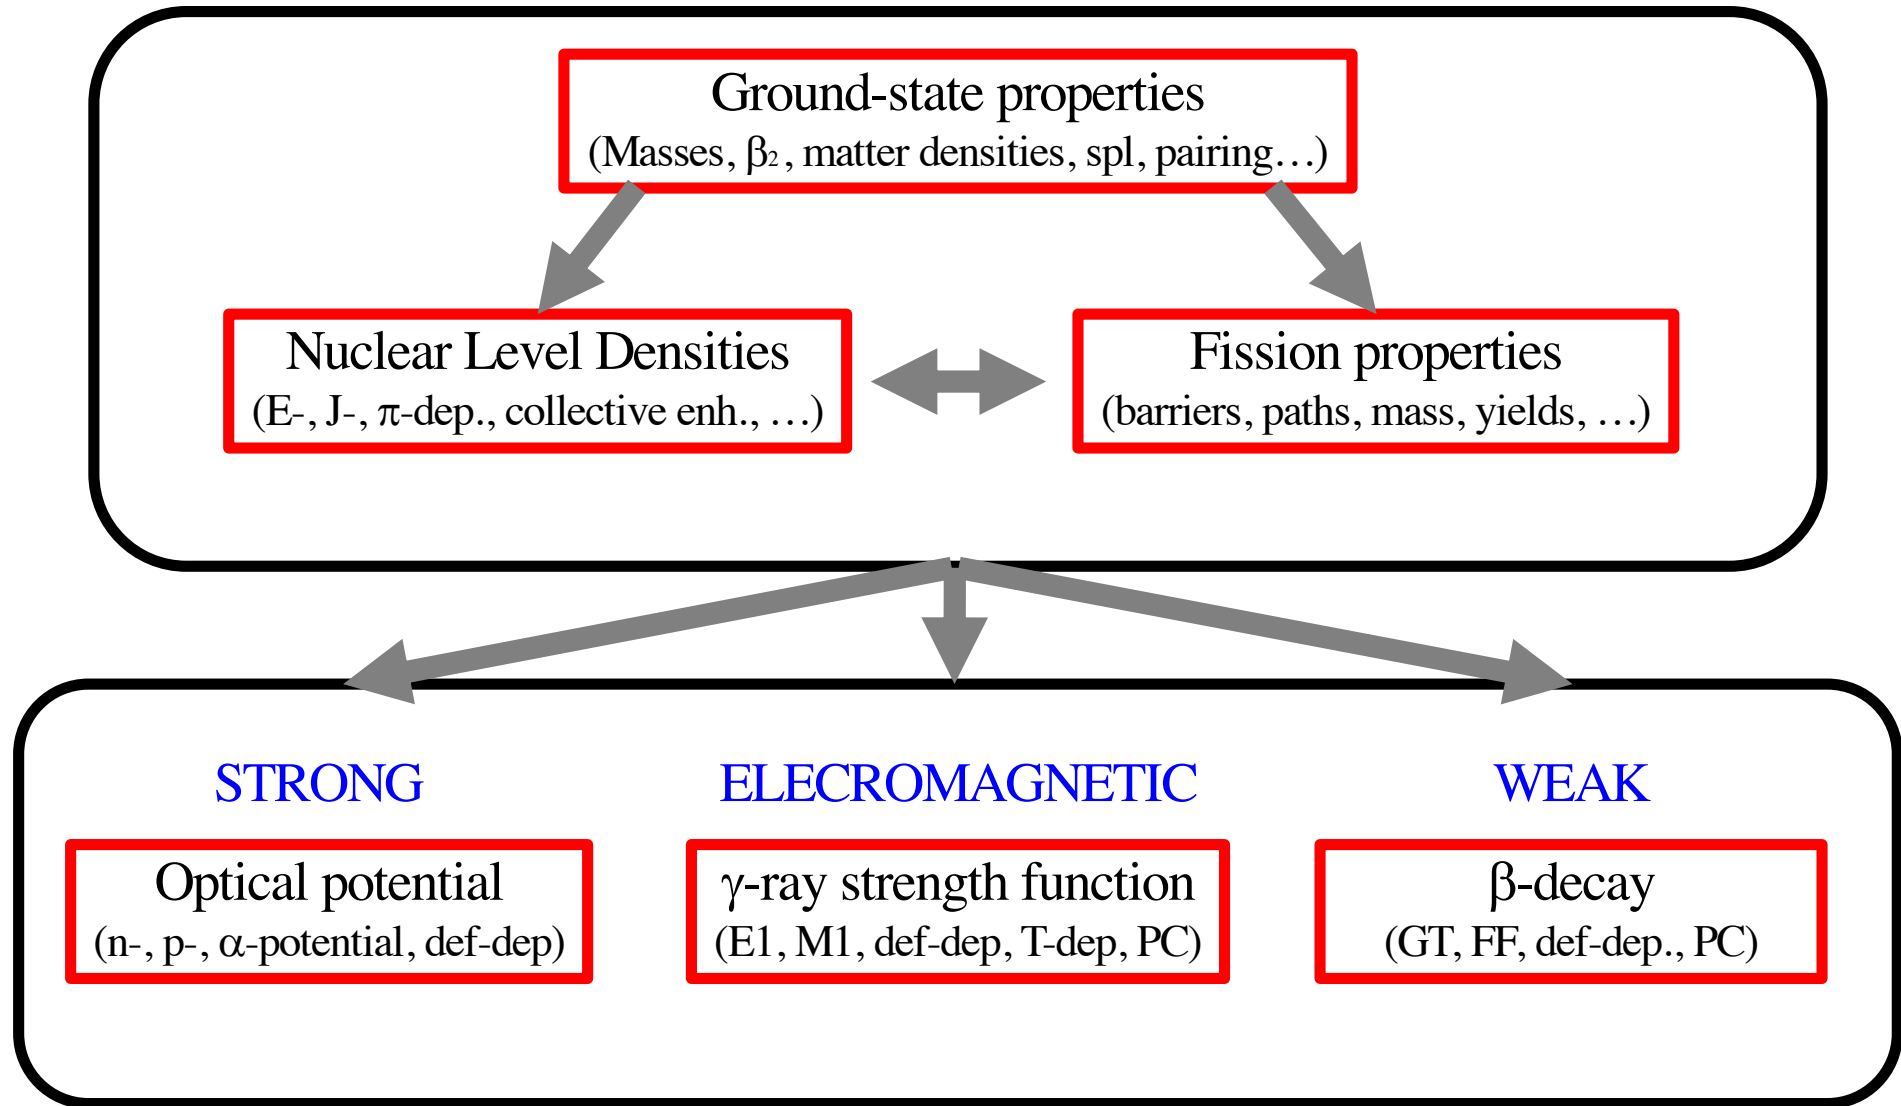 Ground-state properties
(Masses, β₂, matter densities, spl, pairing…)
Nuclear Level Densities
(E-, J-, π-dep., collective enh., …)
Fission properties
(barriers, paths, mass, yields, …)
STRONG
ELECROMAGNETIC
WEAK
Optical potential
(n-, p-, α-potential, def-dep)
γ-ray strength function
(E1, M1, def-dep, T-dep, PC)
β-decay
(GT, FF, def-dep., PC)